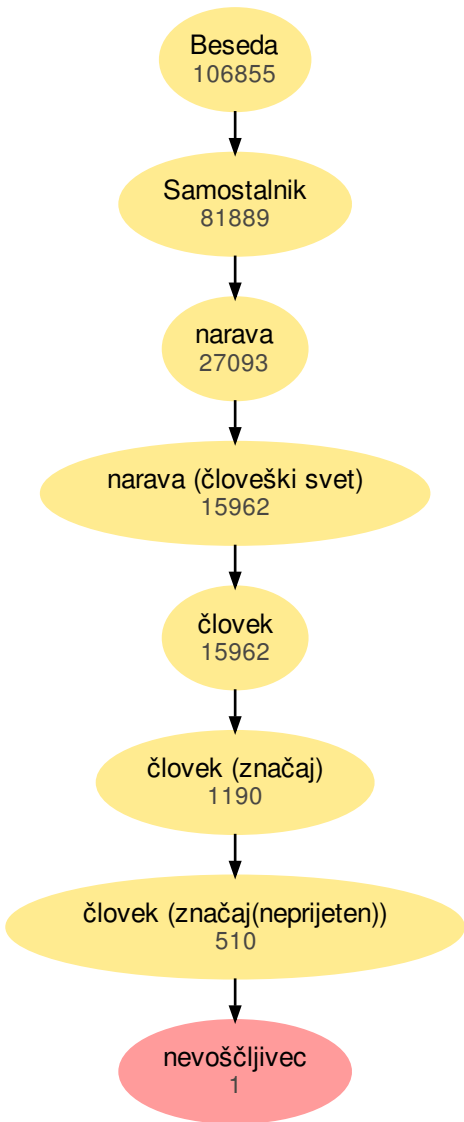 Beseda
106855
Samostalnik
81889
narava
27093
narava (človeški svet)
15962
človek
15962
človek (značaj)
1190
človek (značaj(neprijeten))
510
nevoščljivec
1